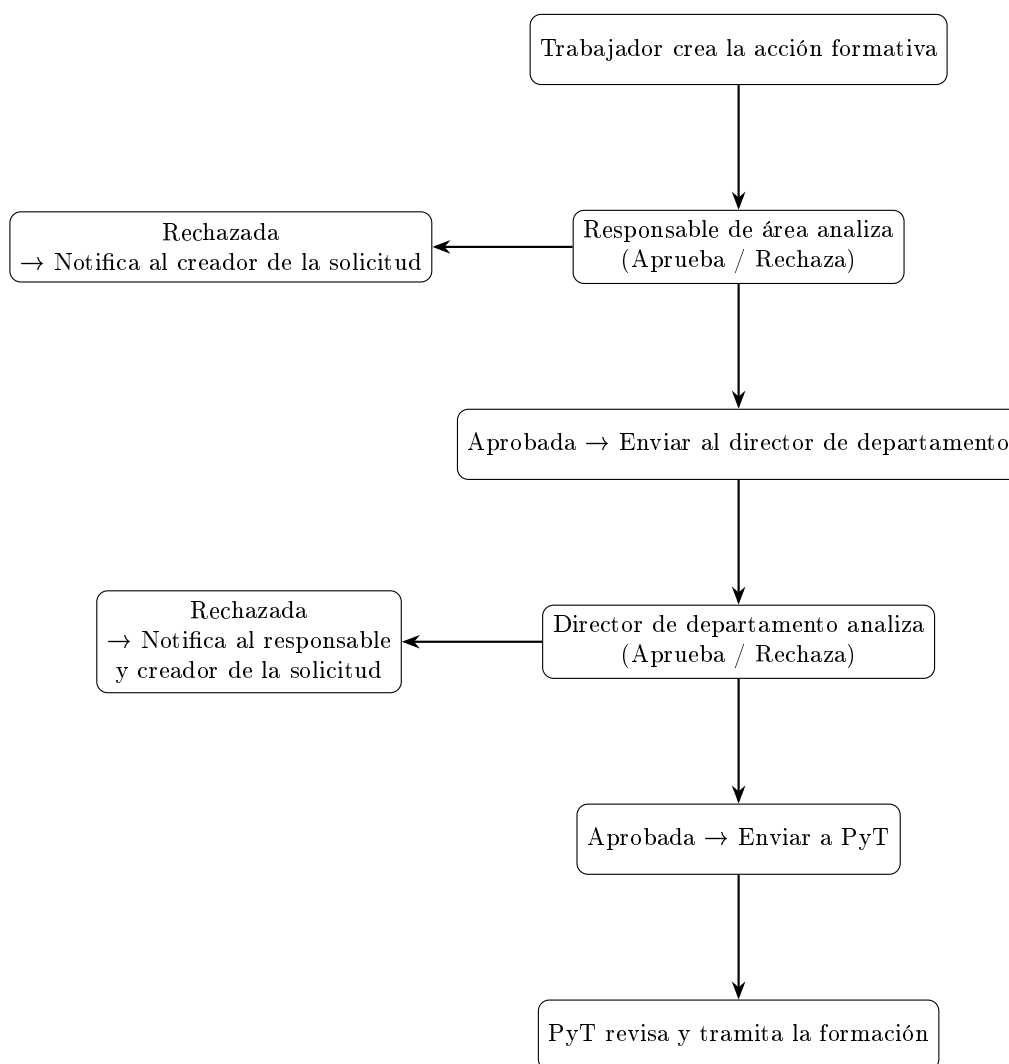 Trabajador crea la acción formativa
Rechazada
→ Notifica al creador de la solicitud
Responsable de área analiza
(Aprueba / Rechaza)
Aprobada → Enviar al director de departamento
Rechazada
→ Notifica al responsable
y creador de la solicitud
Director de departamento analiza
(Aprueba / Rechaza)
Aprobada → Enviar a PyT
PyT revisa y tramita la formación